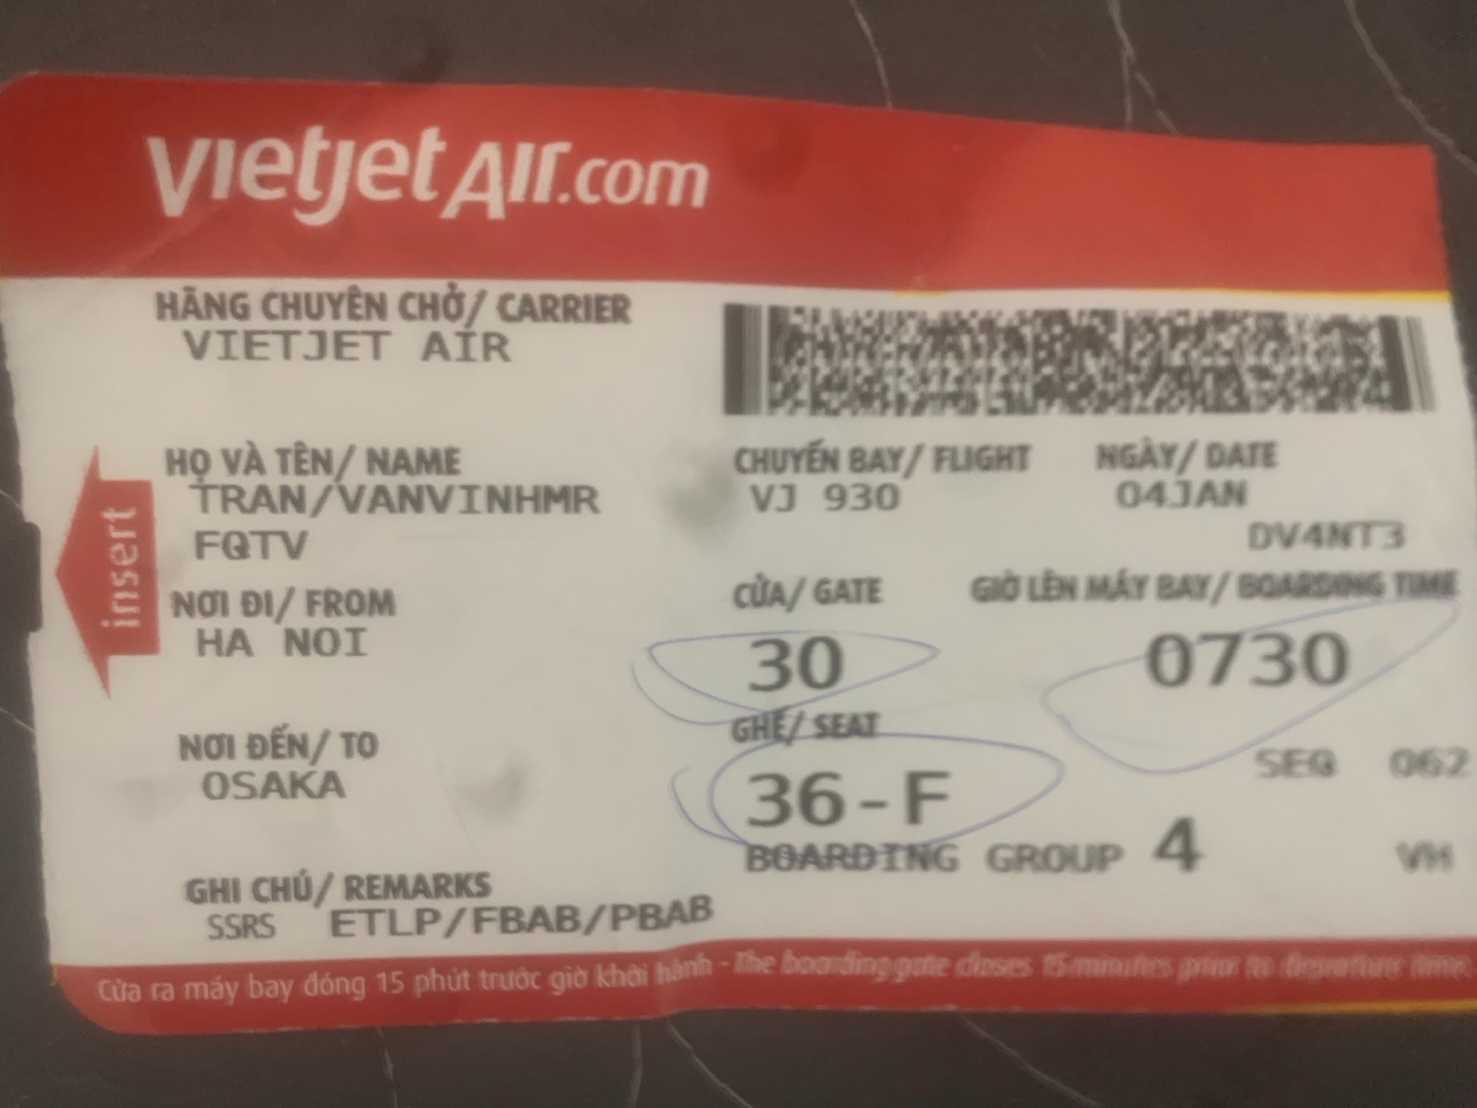 vietjetAir.com
HÃNG CHUYÊN CHỞ/ CARRIER
VIETJET AIR
HỌ VÀ TÊN/ NAME
TRAN/VANVINHMR
FQTV
CHUYẾN BAY/ FLIGHT NGÀY/ DATE
VJ 930 04JAN
DV4NT3
insert
NƠI ĐI/ FROM
HA NOI
CỬA/ GATE GIỜ LÊN MÁY BAY/ BOARDING TIME
30 0730
NƠI ĐẾN/ TO
OSAKA
GHẾ/ SEAT
36-F
SEQ 062
BOARDING GROUP 4 VH
GHI CHÚ/ REMARKS
SSRS ETLP/FBAB/PBAB
Cửa ra máy bay đóng 15 phút trước giờ khởi hành - The boarding gate closes 15 minutes prior to departure time.